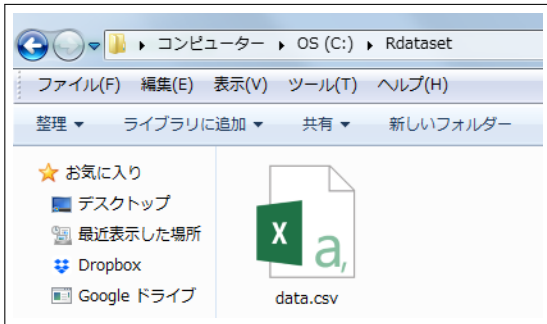 コンピューター ▸ OS (C:) ▸ Rdataset
ファイル(F) 編集(E) 表示(V) ツール(T) ヘルプ(H)
整理 ▼ ライブラリに追加 ▼ 共有 ▼ 新しいフォルダー
お気に入り
デスクトップ
最近表示した場所
Dropbox
Google ドライブ
X a,
data.csv